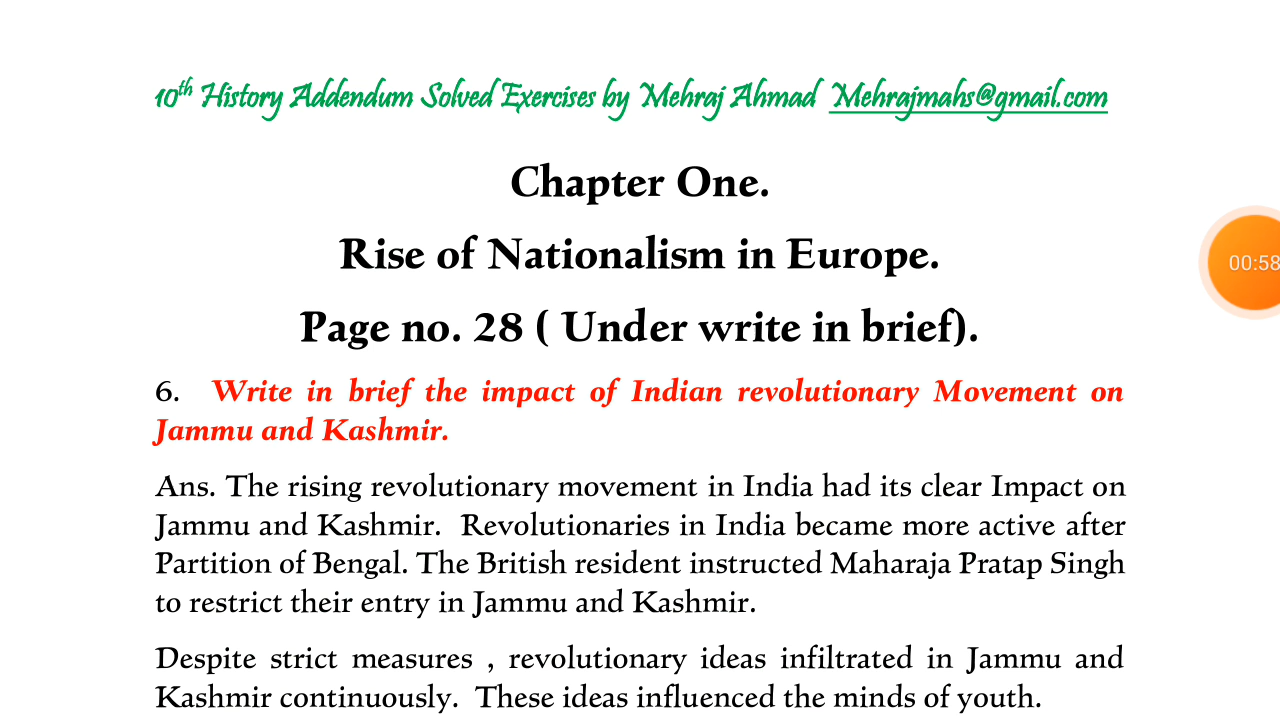 10th History Addendum Solved Exercises by Mehraj Ahmad Mehrajmahs@gmail.com
Chapter One.
Rise of Nationalism in Europe.
Page no. 28 ( Under write in brief).
00:58
6. Write in brief the impact of Indian revolutionary Movement on
Jammu and Kashmir.
Ans. The rising revolutionary movement in India had its clear Impact on
Jammu and Kashmir. Revolutionaries in India became more active after
Partition of Bengal. The British resident instructed Maharaja Pratap Singh
to restrict their entry in Jammu and Kashmir.
Despite strict measures , revolutionary ideas infiltrated in Jammu and
Kashmir continuously. These ideas influenced the minds of youth.